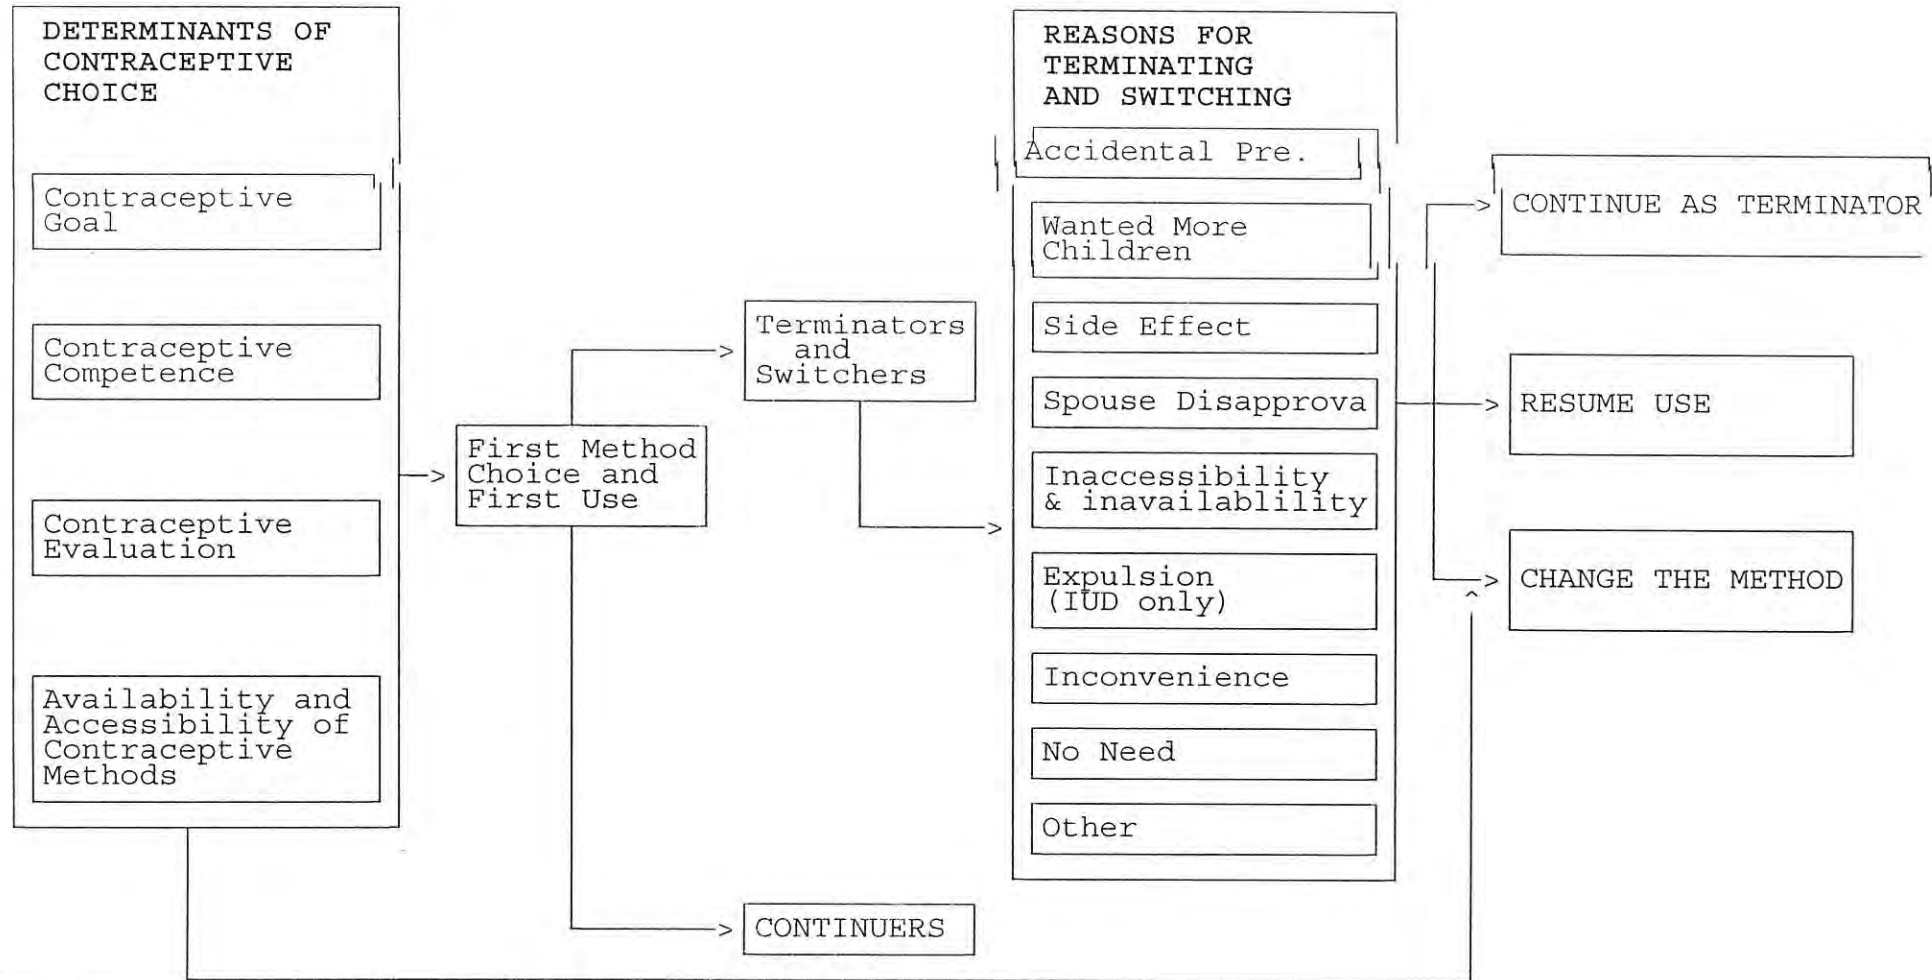 DETERMINANTS OF
CONTRACEPTIVE
CHOICE
Contraceptive
Goal
Contraceptive
Competence
Contraceptive
Evaluation
Availability and
Accessibility of
Contraceptive
Methods
First Method
Choice and
First Use
Terminators
and
Switchers
CONTINUERS
REASONS FOR
TERMINATING
AND SWITCHING
Accidental Pre.
Wanted More
Children
Side Effect
Spouse Disapprova
Inaccessibility
& inavailablility
Expulsion
(IUD only)
Inconvenience
No Need
Other
CONTINUE AS TERMINATOR
RESUME USE
CHANGE THE METHOD